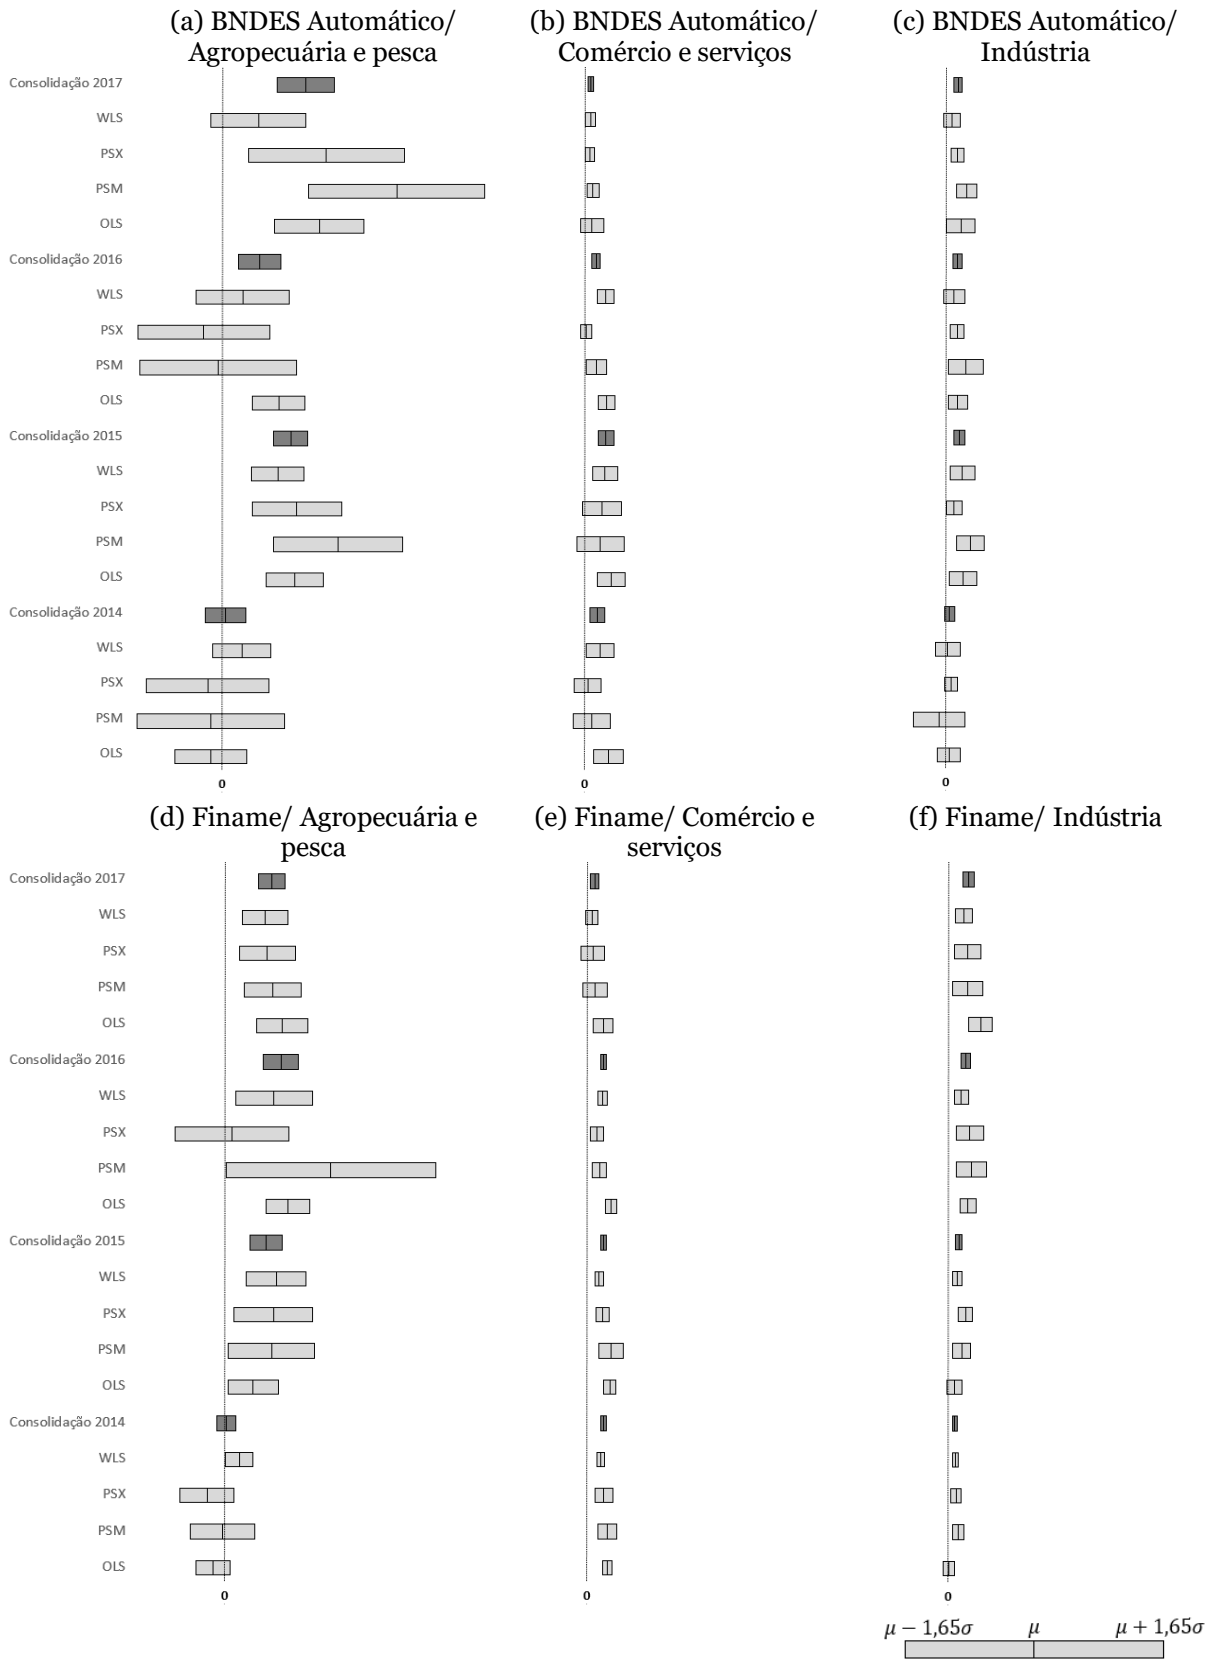 (a) BNDES Automático/
Agropecuária e pesca
(b) BNDES Automático/
Comércio e serviços
(c) BNDES Automático/
Indústria
Consolidação 2017
WLS
PSX
PSM
OLS
Consolidação 2016
WLS
PSX
PSM
OLS
Consolidação 2015
WLS
PSX
PSM
OLS
Consolidação 2014
WLS
PSX
PSM
OLS
0
0
0
(d) Finame/ Agropecuária e
pesca
(e) Finame/ Comércio e
serviços
(f) Finame/ Indústria
Consolidação 2017
WLS
PSX
PSM
OLS
Consolidação 2016
WLS
PSX
PSM
OLS
Consolidação 2015
WLS
PSX
PSM
OLS
Consolidação 2014
WLS
PSX
PSM
OLS
0
0
0
μ − 1,65σ μ μ + 1,65σ